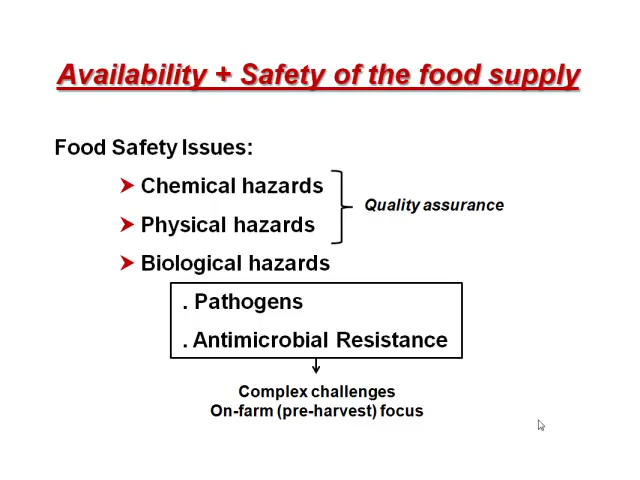 Availability + Safety of the food supply
Food Safety Issues:
Chemical hazards
Physical hazards
Quality assurance
Biological hazards
. Pathogens
. Antimicrobial Resistance
Complex challenges
On-farm (pre-harvest) focus